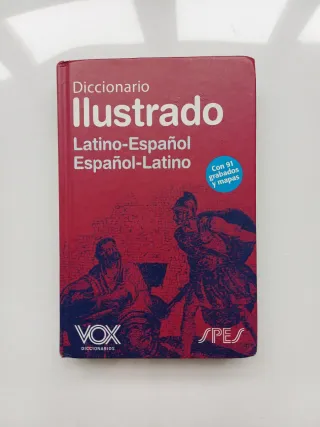 Diccionario
Ilustrado
Latino-Español
Español-Latino
Con 91
grabados
y mapas
VOX
DICCIONARIOS
SPES